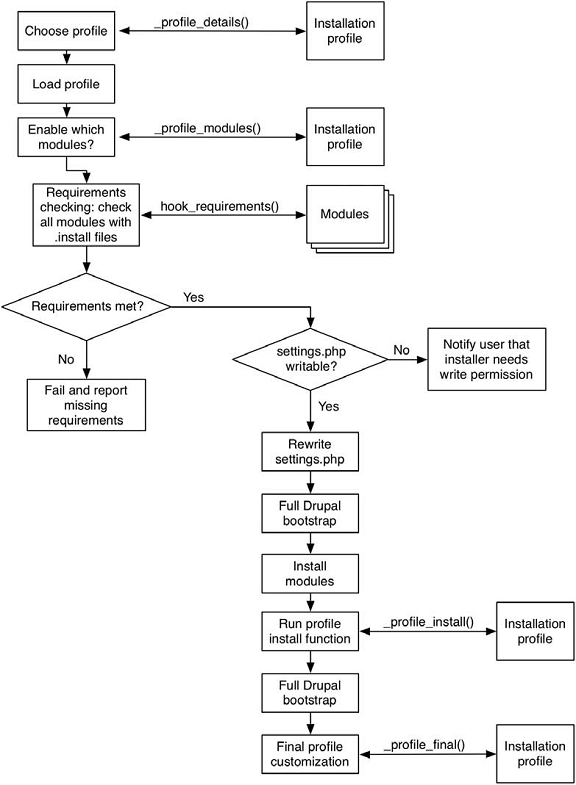 Choose profile
_profile_details()
Installation
profile
Load profile
Enable which
modules?
_profile_modules()
Installation
profile
Requirements
checking: check
all modules with
.install files
hook_requirements()
Modules
Requirements met?
Yes
No
Fail and report
missing
requirements
settings.php
writable?
No
Notify user that
installer needs
write permission
Yes
Rewrite
settings.php
Full Drupal
bootstrap
Install
modules
Run profile
install function
_profile_install()
Installation
profile
Full Drupal
bootstrap
Final profile
customization
_profile_final()
Installation
profile